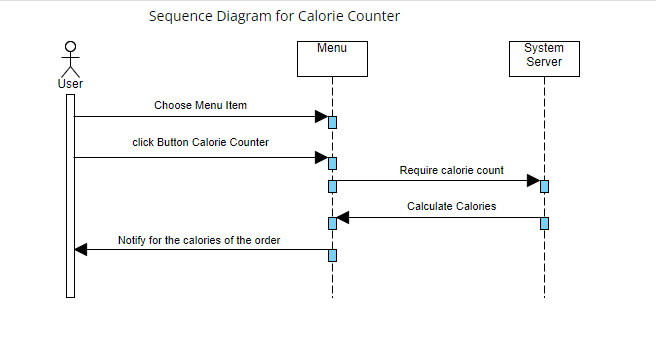 Sequence Diagram for Calorie Counter
Menu
System
Server
User
Choose Menu Item
click Button Calorie Counter
Require calorie count
Calculate Calories
Notify for the calories of the order